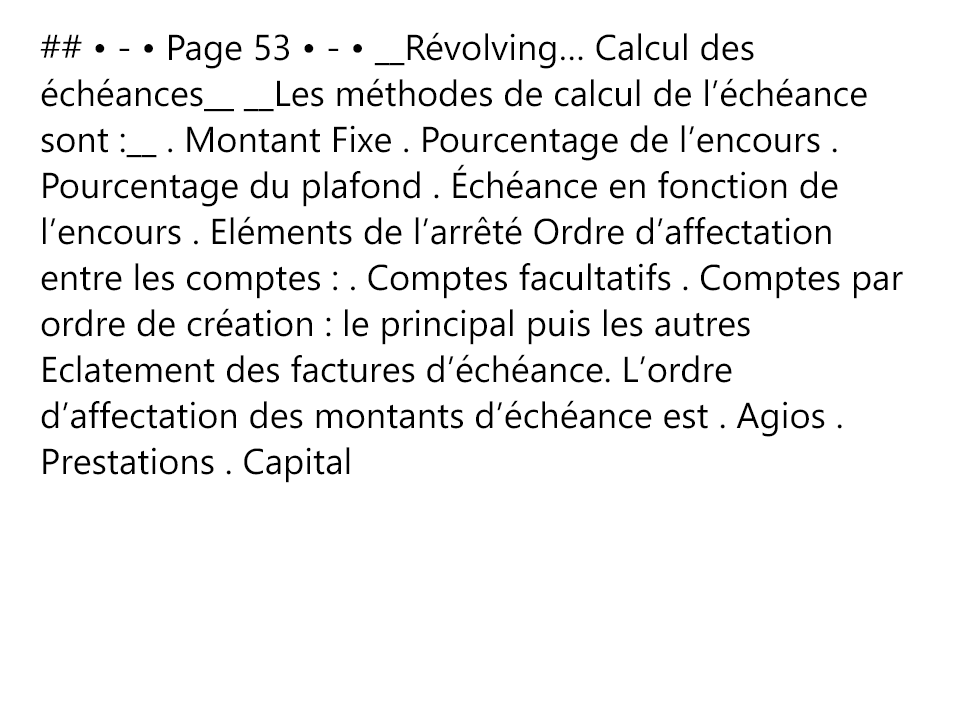 ## • - • Page 53 • - • __Révolving… Calcul des
échéances__ __Les méthodes de calcul de l’échéance
sont :__ . Montant Fixe . Pourcentage de l’encours .
Pourcentage du plafond . Échéance en fonction de
l’encours . Eléments de l’arrêté Ordre d’affectation
entre les comptes : . Comptes facultatifs . Comptes par
ordre de création : le principal puis les autres
Eclatement des factures d’échéance. L’ordre
d’affectation des montants d’échéance est . Agios .
Prestations . Capital